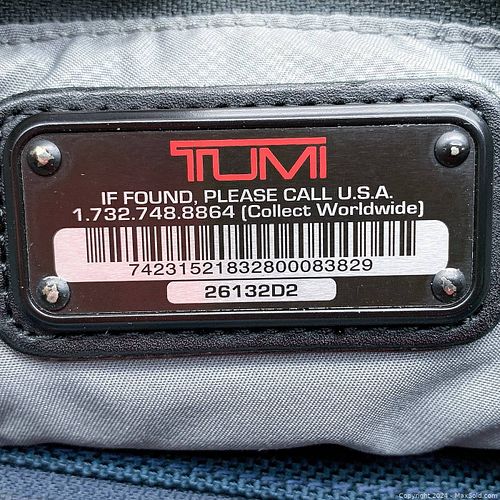 TUMI
IF FOUND, PLEASE CALL U.S.A.
1.732.748.8864 (Collect Worldwide)
74231521832800083829
26132D2
Copyright 2024 - MaxSold.com